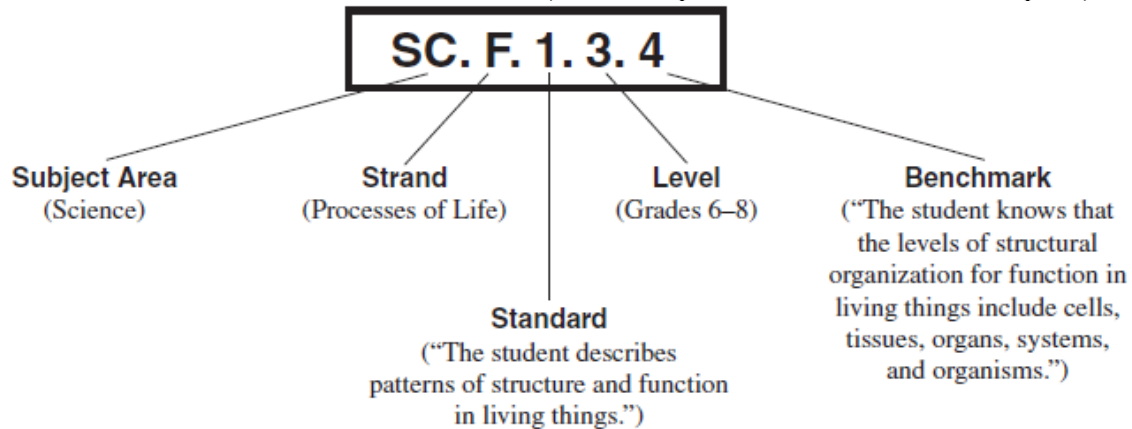 SC. F. 1. 3. 4
Subject Area
(Science)
Strand
(Processes of Life)
Level
(Grades 6–8)
Benchmark
(“The student knows that
the levels of structural
organization for function in
living things include cells,
tissues, organs, systems,
and organisms.”)
Standard
(“The student describes
patterns of structure and function
in living things.”)